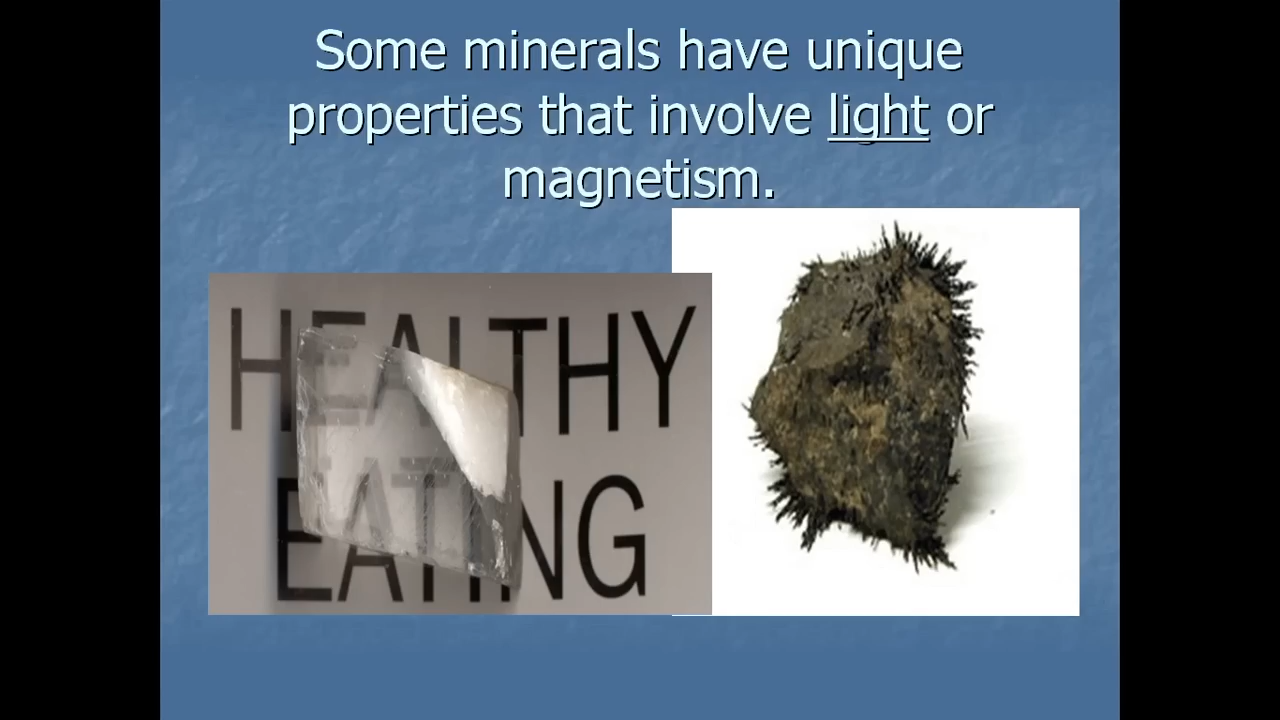 Some minerals have unique
properties that involve light or
magnetism.
HEALTHY
EATING